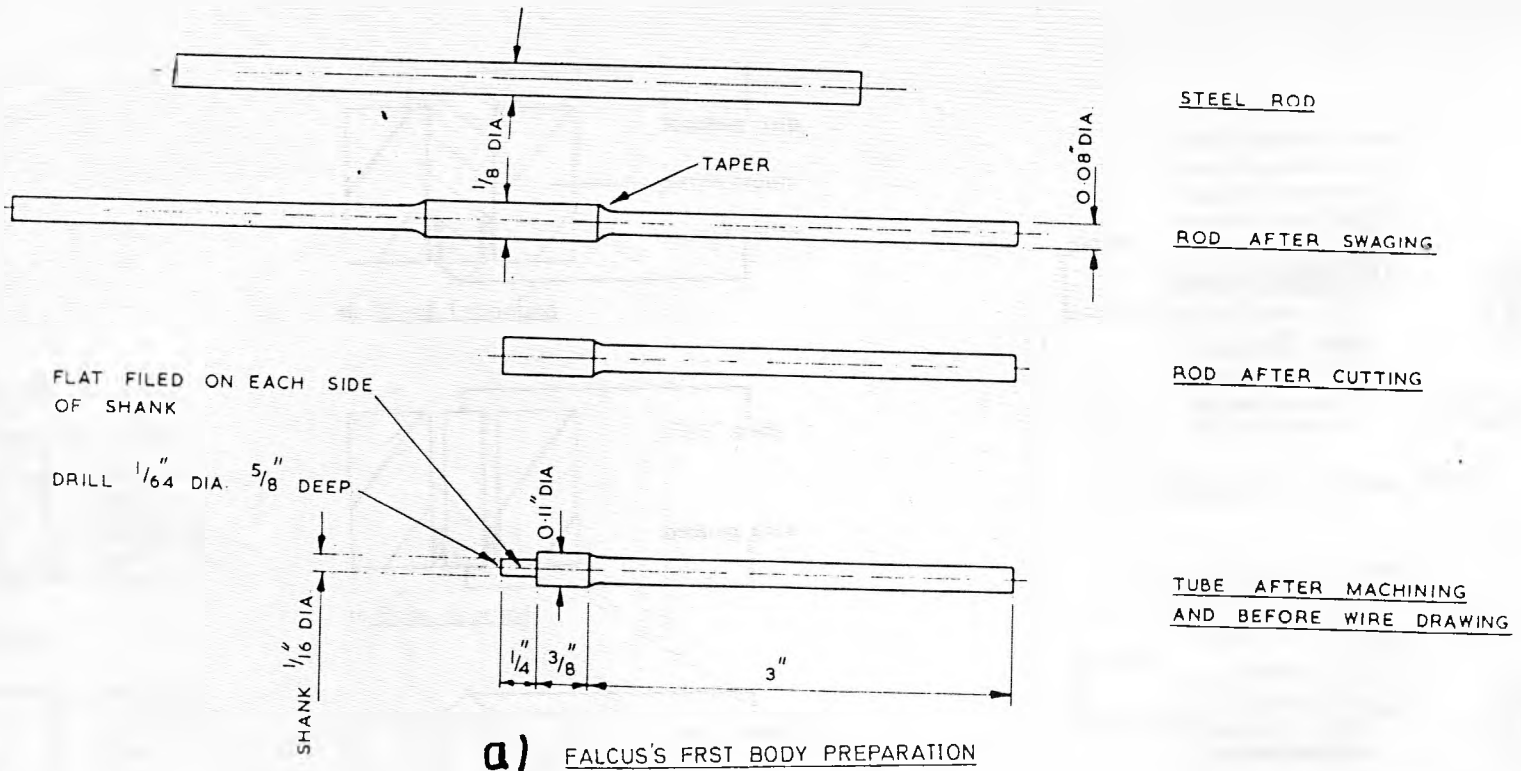 STEEL ROD
1/8 DIA.
TAPER
0·08" DIA.
ROD AFTER SWAGING
ROD AFTER CUTTING
FLAT FILED ON EACH SIDE
OF SHANK
DRILL 1/64" DIA. 5/8" DEEP
0·11" DIA
SHANK 1/16" DIA.
TUBE AFTER MACHINING
AND BEFORE WIRE DRAWING
1/4" 3/8" 3"
a) FALCUS'S FRST BODY PREPARATION